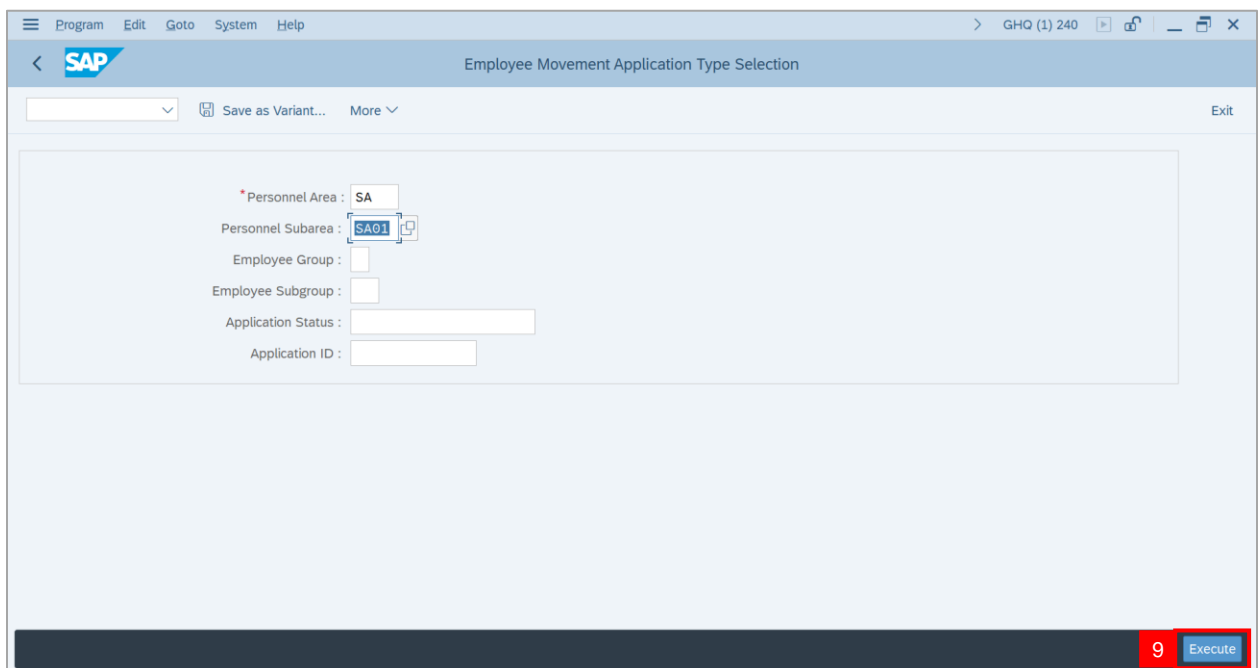 Program Edit Goto System Help GHQ (1) 240
SAP Employee Movement Application Type Selection
Save as Variant... More Exit
*Personnel Area : SA
Personnel Subarea : SA01
Employee Group :
Employee Subgroup :
Application Status :
Application ID :
9 Execute